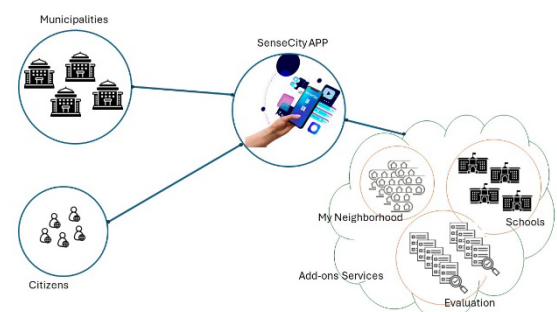 Municipalities
SenseCity APP
My Neighborhood
Schools
Add-ons Services
Citizens
Evaluation